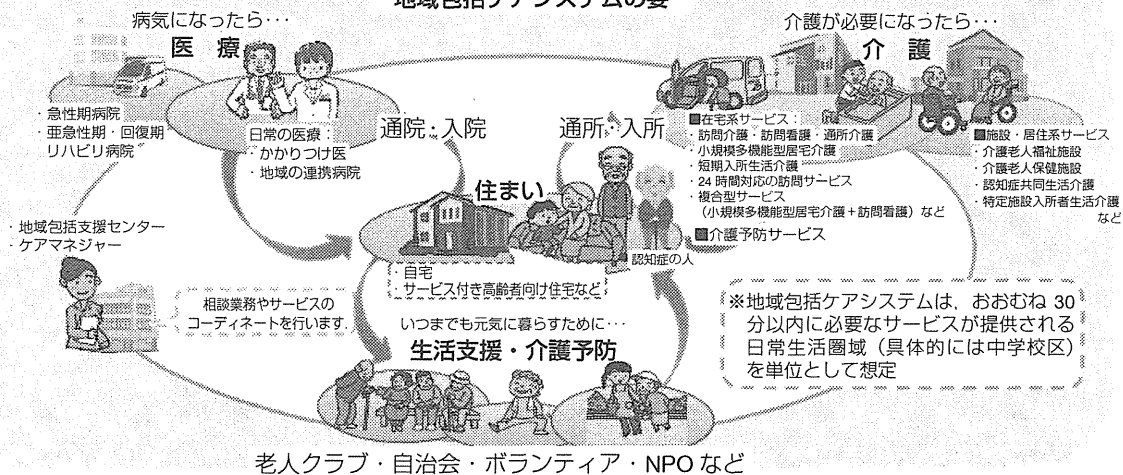 地域包括ケアシステムの姿
病気になったら･･･
医 療
介護が必要になったら･･･
介 護
・急性期病院
・亜急性期・回復期
リハビリ病院
日常の医療：
・かかりつけ医
・地域の連携病院
通院・入院
通所・入所
■在宅系サービス：
・訪問介護・訪問看護・通所介護
・小規模多機能型居宅介護
・短期入所生活介護
・24 時間対応の訪問サービス
・複合型サービス
（小規模多機能型居宅介護＋訪問看護）など
■介護予防サービス
■施設・居住系サービス
・介護老人福祉施設
・介護老人保健施設
・認知症共同生活介護
・特定施設入所者生活介護
など
住まい
認知症の人
・自宅
・サービス付き高齢者向け住宅など
・地域包括支援センター
・ケアマネジャー
相談業務やサービスの
コーディネートを行います.
いつまでも元気に暮らすために･･･
生活支援・介護予防
※地域包括ケアシステムは，おおむね 30
分以内に必要なサービスが提供される
日常生活圏域（具体的には中学校区）
を単位として想定
老人クラブ・自治会・ボランティア・NPO など